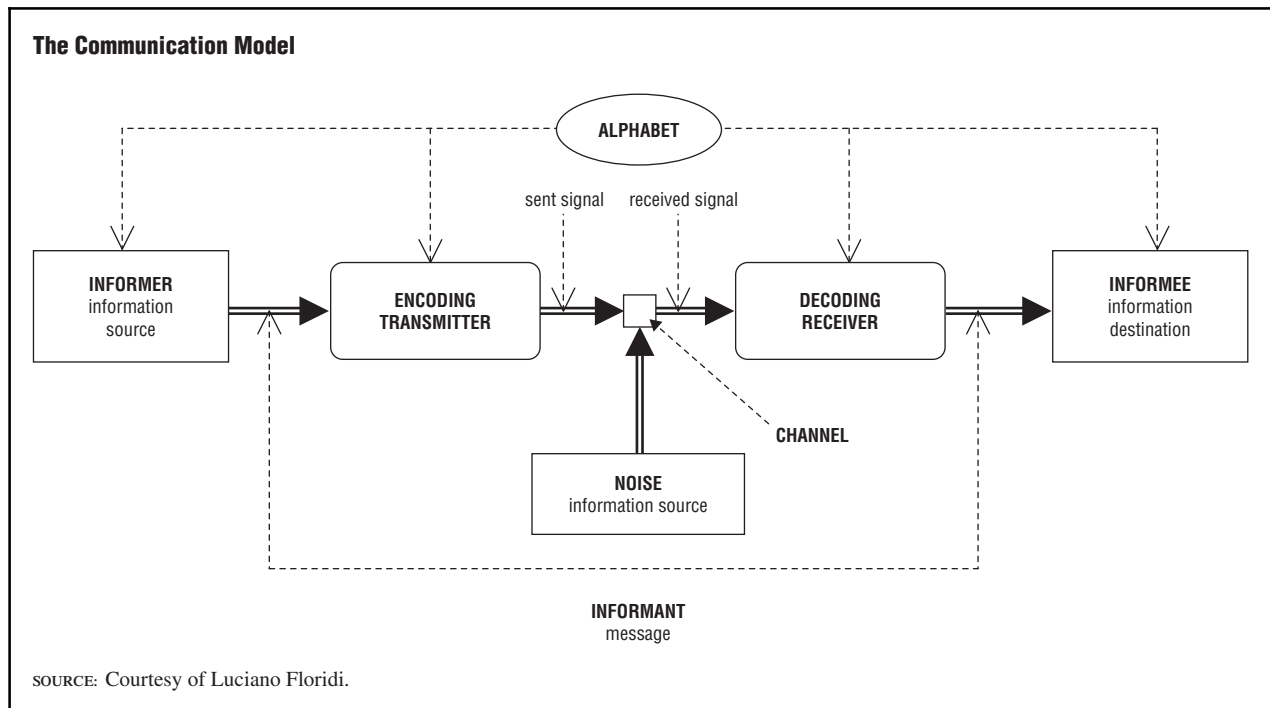 The Communication Model
ALPHABET
sent signal
received signal
INFORMER
information
source
ENCODING
TRANSMITTER
DECODING
RECEIVER
INFORMEE
information
destination
CHANNEL
NOISE
information source
INFORMANT
message
SOURCE: Courtesy of Luciano Floridi.